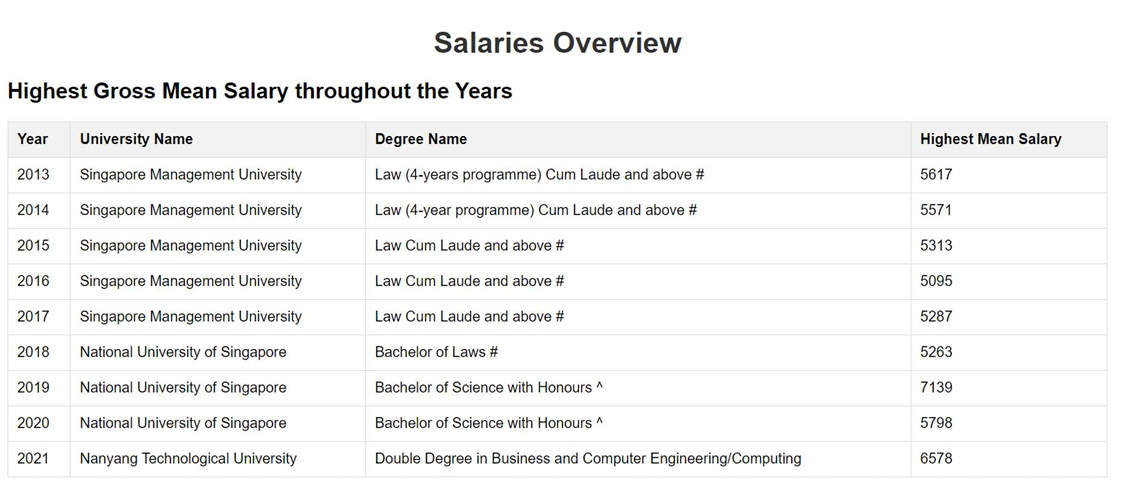 Salaries Overview
Highest Gross Mean Salary throughout the Years
Year University Name Degree Name Highest Mean Salary
2013 Singapore Management University Law (4-years programme) Cum Laude and above # 5617
2014 Singapore Management University Law (4-year programme) Cum Laude and above # 5571
2015 Singapore Management University Law Cum Laude and above # 5313
2016 Singapore Management University Law Cum Laude and above # 5095
2017 Singapore Management University Law Cum Laude and above # 5287
2018 National University of Singapore Bachelor of Laws # 5263
2019 National University of Singapore Bachelor of Science with Honours ^ 7139
2020 National University of Singapore Bachelor of Science with Honours ^ 5798
2021 Nanyang Technological University Double Degree in Business and Computer Engineering/Computing 6578